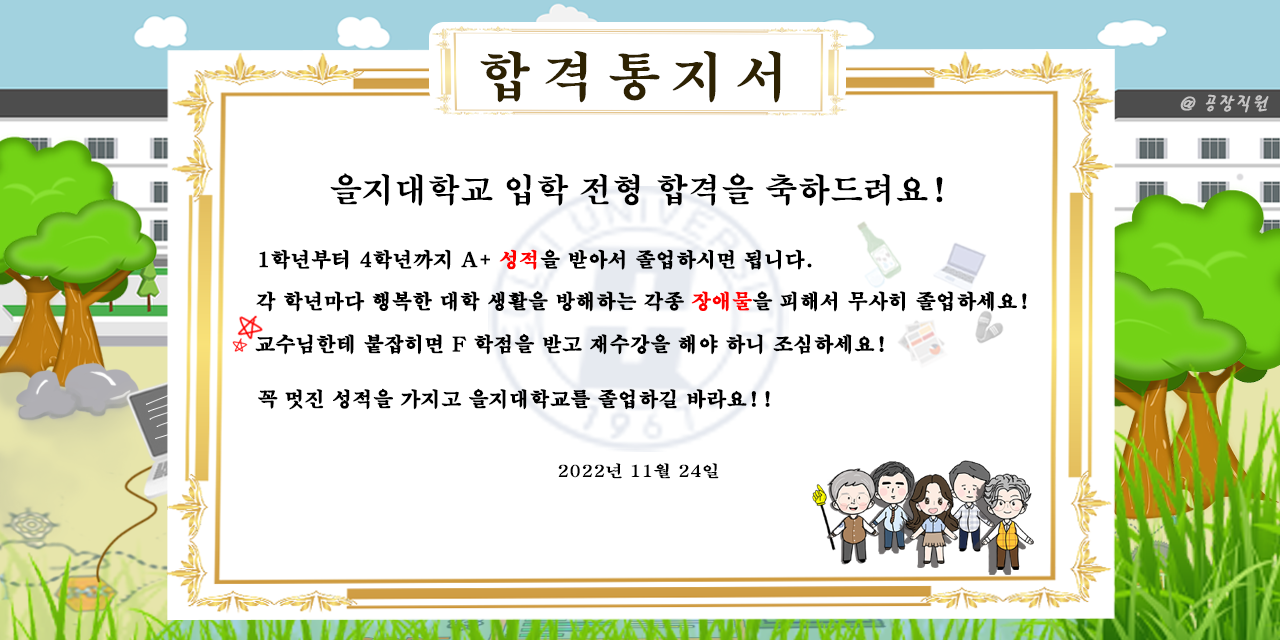 합격통지서
@ 공장직원
을지대학교 입학 전형 합격을 축하드려요!
1학년부터 4학년까지 A+ 성적을 받아서 졸업하시면 됩니다.
각 학년마다 행복한 대학 생활을 방해하는 각종 장애물을 피해서 무사히 졸업하세요!
교수님한테 붙잡히면 F 학점을 받고 재수강을 해야 하니 조심하세요!
꼭 멋진 성적을 가지고 을지대학교를 졸업하길 바라요!!
2022년 11월 24일
EULJI UNIVERSITY
1967